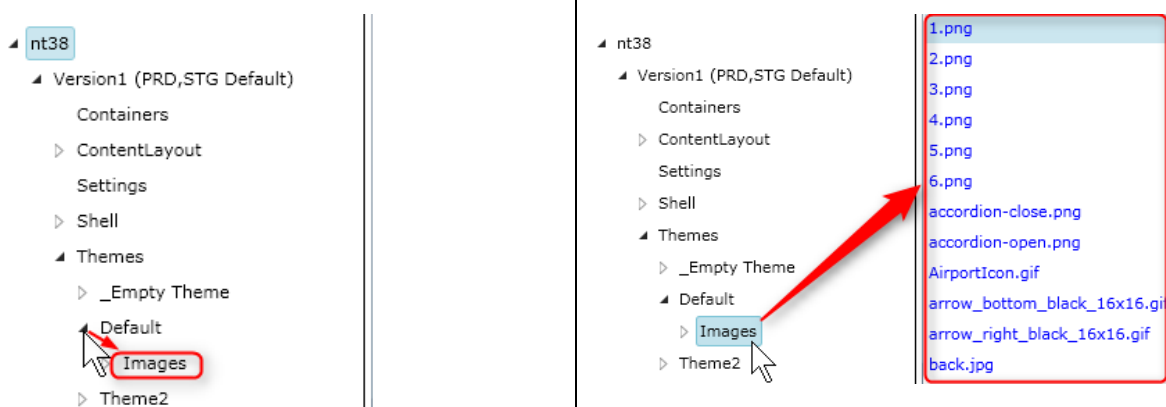 nt38
Version1 (PRD,STG Default)
Containers
ContentLayout
Settings
Shell
Themes
_Empty Theme
Default
Images
Theme2
nt38
Version1 (PRD,STG Default)
Containers
ContentLayout
Settings
Shell
Themes
_Empty Theme
Default
Images
Theme2
1.png
2.png
3.png
4.png
5.png
6.png
accordion-close.png
accordion-open.png
AirportIcon.gif
arrow_bottom_black_16x16.gif
arrow_right_black_16x16.gif
back.jpg